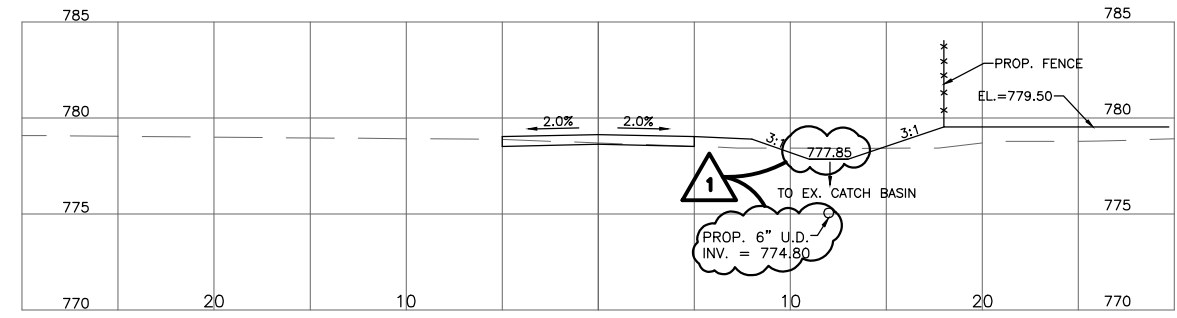 785 785
PROP. FENCE
EL.=779.50
780 780
2.0% 2.0%
3:1 777.85 3:1
1
TO EX. CATCH BASIN
775 775
PROP. 6" U.D.
INV. = 774.80
770 20 10 10 20 770